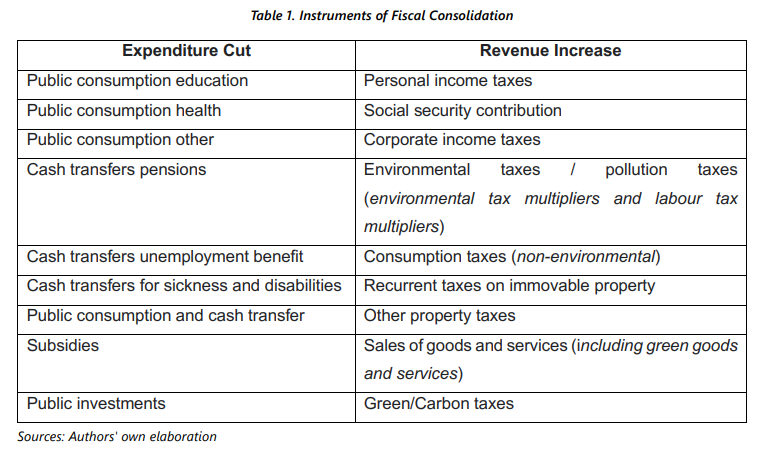 Table 1. Instruments of Fiscal Consolidation
Expenditure Cut Revenue Increase
Public consumption education Personal income taxes
Public consumption health Social security contribution
Public consumption other Corporate income taxes
Cash transfers pensions Environmental taxes / pollution taxes
(environmental tax multipliers and labour tax
multipliers)
Cash transfers unemployment benefit Consumption taxes (non-environmental)
Cash transfers for sickness and disabilities Recurrent taxes on immovable property
Public consumption and cash transfer Other property taxes
Subsidies Sales of goods and services (including green goods
and services)
Public investments Green/Carbon taxes
Sources: Authors' own elaboration